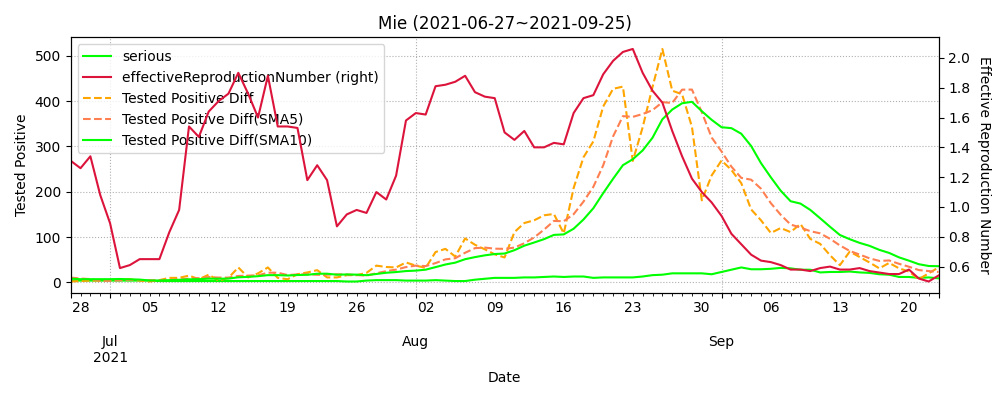 Mie (2021-06-27~2021-09-25)
serious
effectiveReproductionNumber (right)
Tested Positive Diff
Tested Positive Diff(SMA5)
Tested Positive Diff(SMA10)
Tested Positive
500
400
300
200
100
0
Effective Reproduction Number
2.0
1.8
1.6
1.4
1.2
1.0
0.8
0.6
28 05 12 19 26 02 09 16 23 30 06 13 20
Jul Aug Sep
2021
Date